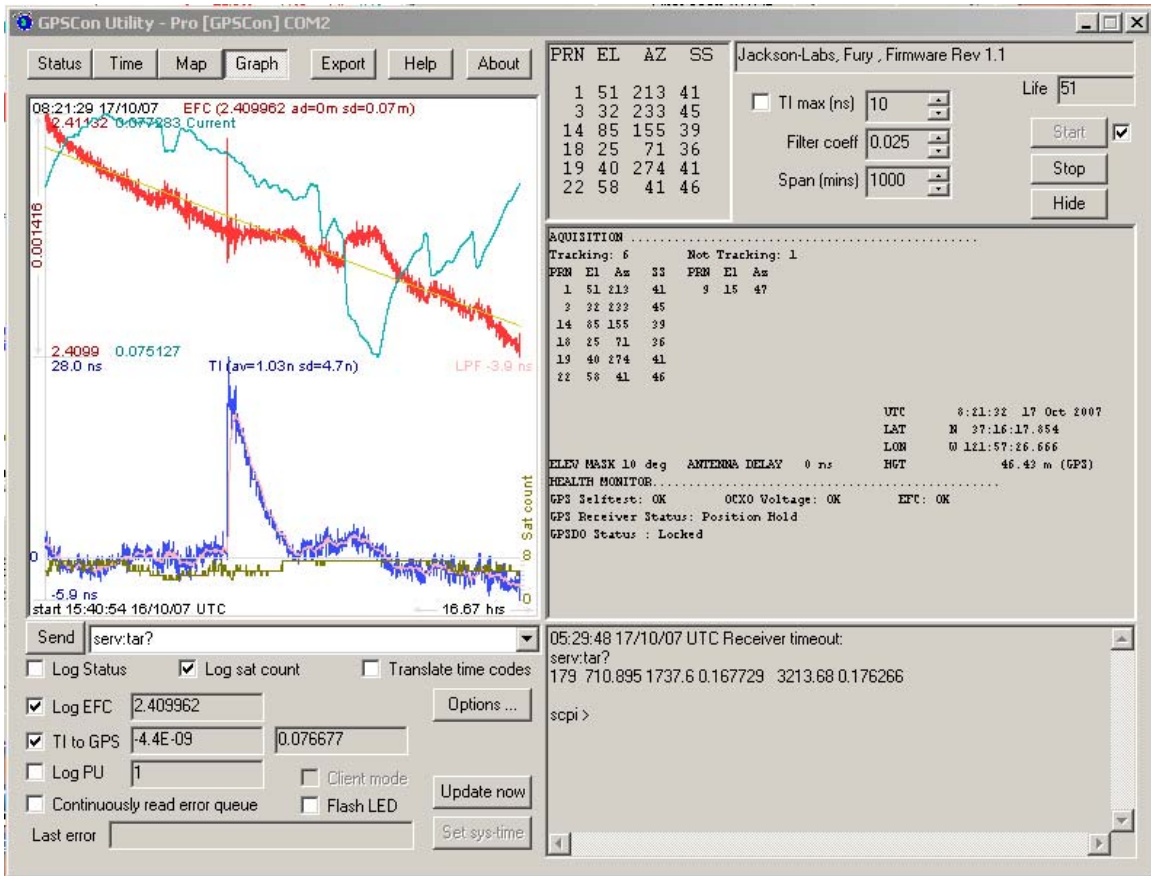 GPSCon Utility - Pro [GPSCon] COM2
Status Time Map Graph Export Help About
08:21:29 17/10/07 EFC (2.409962 ad=0m sd=0.07m)
2.41132 0.077283 Current
0.001416
2.4099 0.075127
28.0 ns TI (av=1.03n sd=4.7n) LPF -3.9 ns
0
8 Sat count
0
-5.9 ns
start 15:40:54 16/10/07 UTC 16.67 hrs
PRN EL AZ SS
1 51 213 41
3 32 233 45
14 85 155 39
18 25 71 36
19 40 274 41
22 58 41 46
Jackson-Labs, Fury , Firmware Rev 1.1
TI max (ns) 10
Filter coeff 0.025
Span (mins) 1000
Life 51
Start
Stop
Hide
AQUISITION ................................................
Tracking: 6 Not Tracking: 1
PRN El Az SS PRN El Az
1 51 213 41 9 15 47
3 32 233 45
14 85 155 39
18 25 71 36
19 40 274 41
22 58 41 46
UTC 8:21:32 17 Oct 2007
LAT N 37:16:17.854
LON W 121:57:26.666
ELEV MASK 10 deg ANTENNA DELAY 0 ns HGT 46.43 m (GPS)
HEALTH MONITOR...............................................
GPS Selftest: OK OCXO Voltage: OK EFC: OK
GPS Receiver Status: Position Hold
GPSDO Status : Locked
Send serv:tar?
Log Status Log sat count Translate time codes
Log EFC 2.409962 Options ...
TI to GPS -4.4E-09 0.076677
Log PU 1 Client mode
Continuously read error queue Flash LED Update now
Last error Set sys-time
05:29:48 17/10/07 UTC Receiver timeout:
serv:tar?
179 710.895 1737.6 0.167729 3213.68 0.176266
scpi >